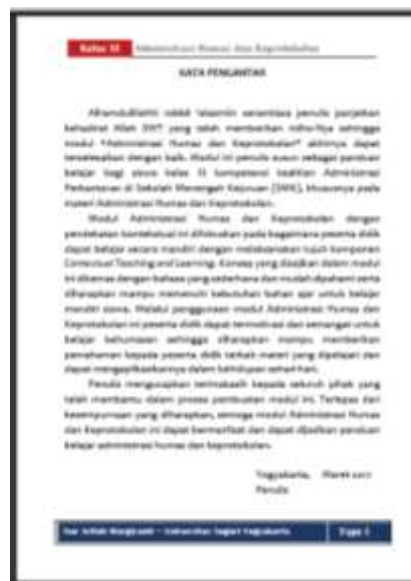 Kelas XI Administrasi Humas dan Keprotokolan
KATA PENGANTAR
Alhamdulillahhi robbil 'alaamiin senantiasa penulis panjatkan
kehadirat Allah SWT yang telah memberikan ridho-Nya sehingga
modul "Administrasi Humas dan Keprotokolan" akhirnya dapat
terselesaikan dengan baik. Modul ini penulis susun sebagai panduan
belajar bagi siswa kelas XI kompetensi keahlian Administrasi
Perkantoran di Sekolah Menengah Kejuruan (SMK), khususnya pada
materi Administrasi Humas dan Keprotokolan.
Modul Administrasi Humas dan Keprotokolan dengan
pendekatan kontekstual ini difokuskan pada bagaimana peserta didik
dapat belajar secara mandiri dengan melaksanakan tujuh komponen
Contextual Teaching and Learning. Konsep yang disajikan dalam modul
ini dikemas dengan bahasa yang sederhana dan mudah dipahami serta
diharapkan mampu memenuhi kebutuhan bahan ajar untuk belajar
mandiri siswa. Melalui penggunaan modul Administrasi Humas dan
Keprotokolan ini peserta didik dapat termotivasi dan semangat untuk
belajar kehumasan sehingga diharapkan mampu memberikan
pemahaman kepada peserta didik terkait materi yang dipelajari dan
dapat mengaplikasikannya dalam kehidupan sehari-hari.
Penulis mengucapkan terimakasih kepada seluruh pihak yang
telah membantu dalam proses pembuatan modul ini. Terlepas dari
kesempurnaan yang diharapkan, semoga modul Administrasi Humas
dan Keprotokolan ini dapat bermanfaat dan dapat dijadikan panduan
belajar administrasi humas dan keprotokolan.
Yogyakarta, Maret 2017
Penulis
Universitas Negeri Yogyakarta Page